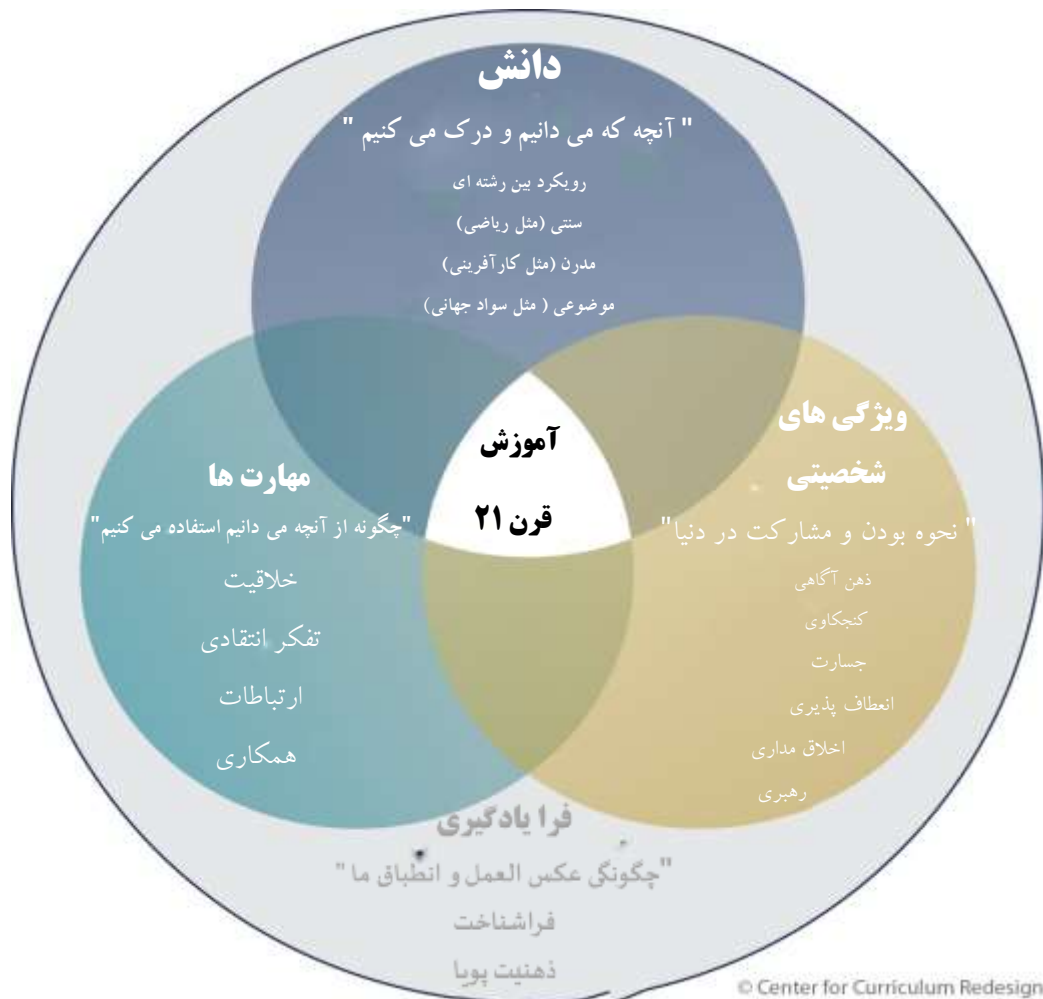 دانش
" آنچه که می دانیم و درک می کنیم "
رویکرد بین رشته ای
سنتی (مثل ریاضی)
مدرن (مثل کارآفرینی)
موضوعی ( مثل سواد جهانی)
آموزش
قرن ۲۱
مهارت ها
"چگونه از آنچه می دانیم استفاده می کنیم"
خلاقیت
تفکر انتقادی
ارتباطات
همکاری
ویژگی های
شخصیتی
" نحوه بودن و مشارکت در دنیا"
ذهن آگاهی
کنجکاوی
جسارت
انعطاف پذیری
اخلاق مداری
رهبری
فرا یادگیری
"چگونگی عکس العمل و انطباق ما "
فراشناخت
ذهنیت پویا
© Center for Curriculum Redesign